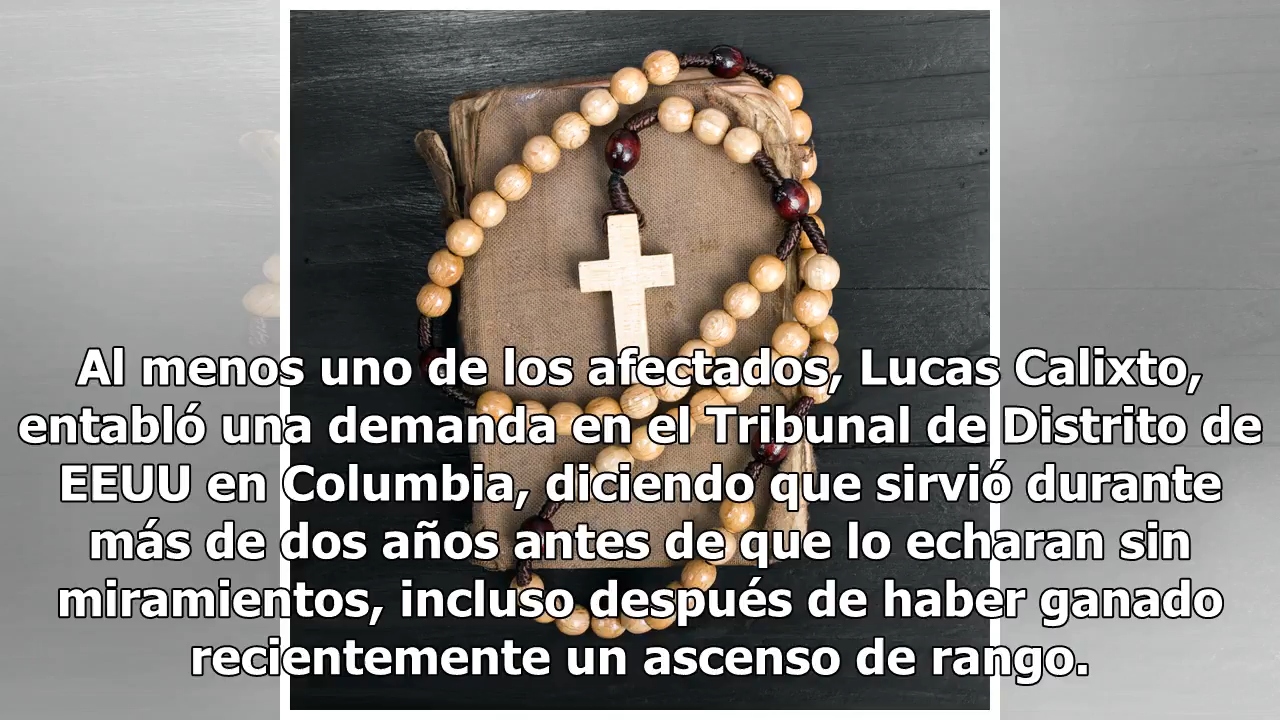 Al menos uno de los afectados, Lucas Calixto,
entabló una demanda en el Tribunal de Distrito de
EEUU en Columbia, diciendo que sirvió durante
más de dos años antes de que lo echaran sin
miramientos, incluso después de haber ganado
recientemente un ascenso de rango.